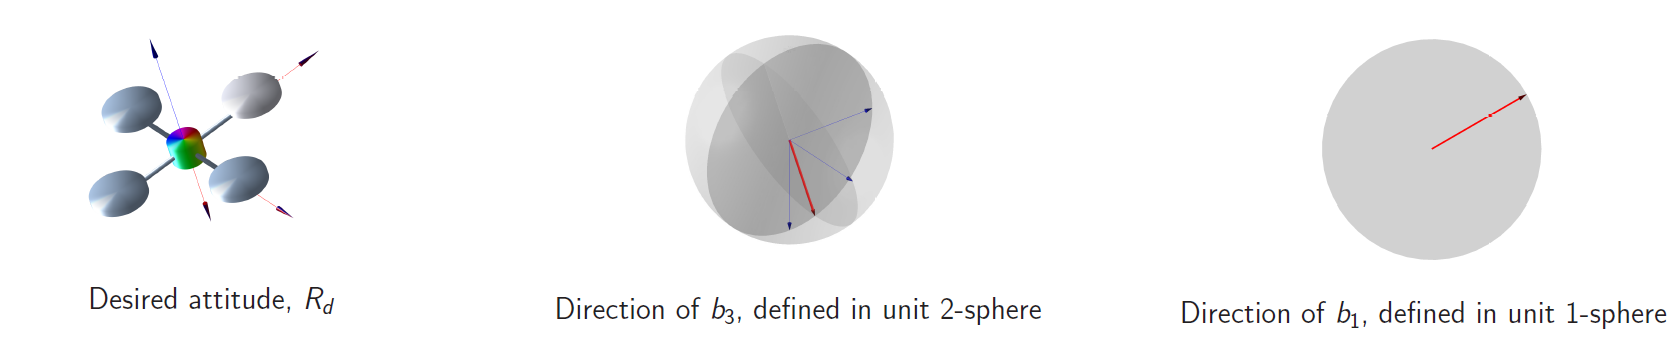 Desired attitude, R_d
Direction of b_3, defined in unit 2-sphere
Direction of b_1, defined in unit 1-sphere